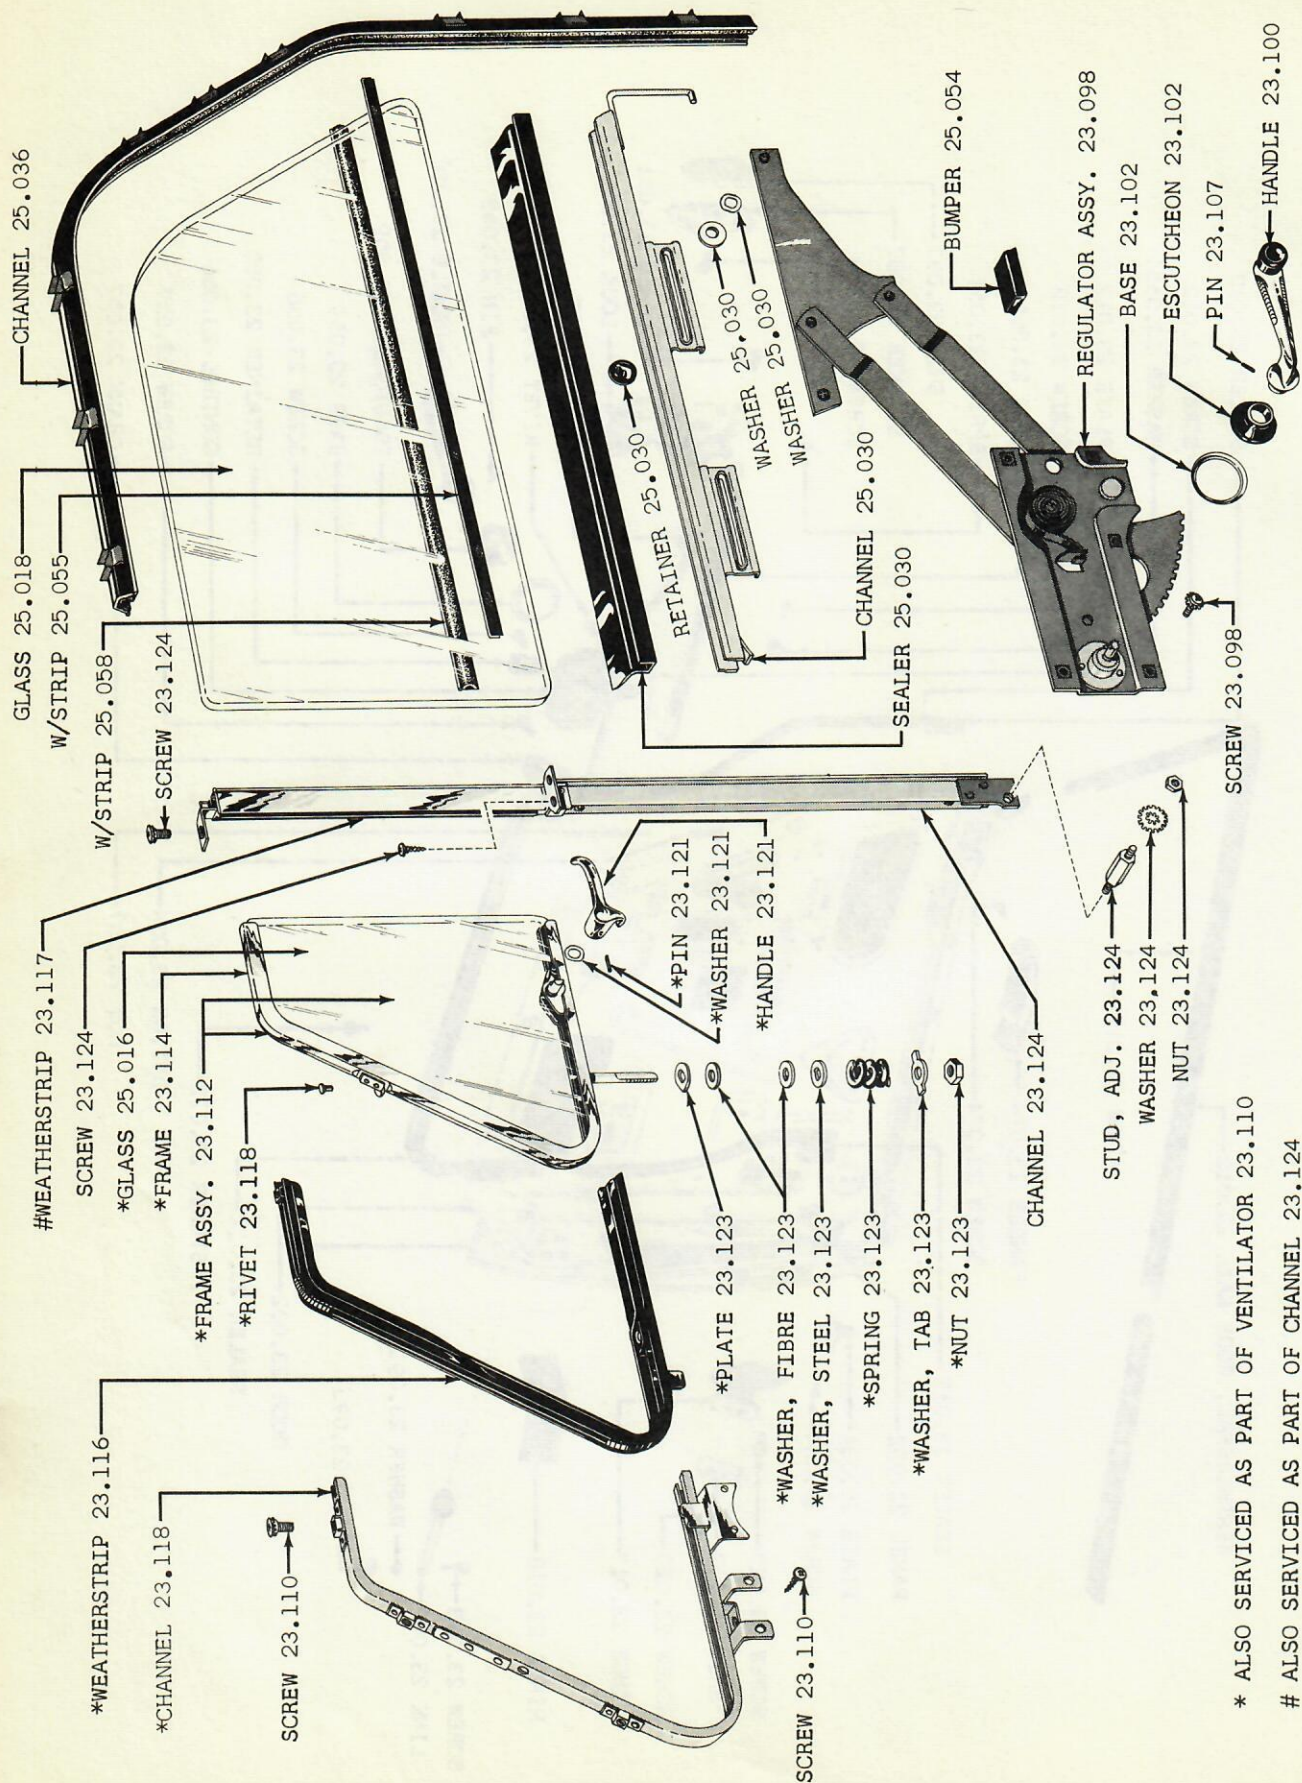 *WEATHERSTRIP 23.116
*CHANNEL 23.118
SCREW 23.110
SCREW 23.110
#WEATHERSTRIP 23.117
SCREW 23.124
*GLASS 25.016
*FRAME 23.114
*FRAME ASSY. 23.112
*RIVET 23.118
*PLATE 23.123
*WASHER, FIBRE 23.123
*WASHER, STEEL 23.123
*SPRING 23.123
*WASHER, TAB 23.123
*NUT 23.123
*PIN 23.121
*WASHER 23.121
*HANDLE 23.121
CHANNEL 23.124
STUD, ADJ. 23.124
WASHER 23,124
NUT 23.124
GLASS 25.018
W/STRIP 25.055
W/STRIP 25.058
SCREW 23.124
CHANNEL 25.036
RETAINER 25.030
WASHER 25.030
WASHER 25.030
CHANNEL 25.030
SEALER 25.030
BUMPER 25.054
REGULATOR ASSY. 23.098
BASE 23.102
ESCUTCHEON 23.102
PIN 23.107
HANDLE 23.100
SCREW 23.098
* ALSO SERVICED AS PART OF VENTILATOR 23.110
# ALSO SERVICED AS PART OF CHANNEL 23.124